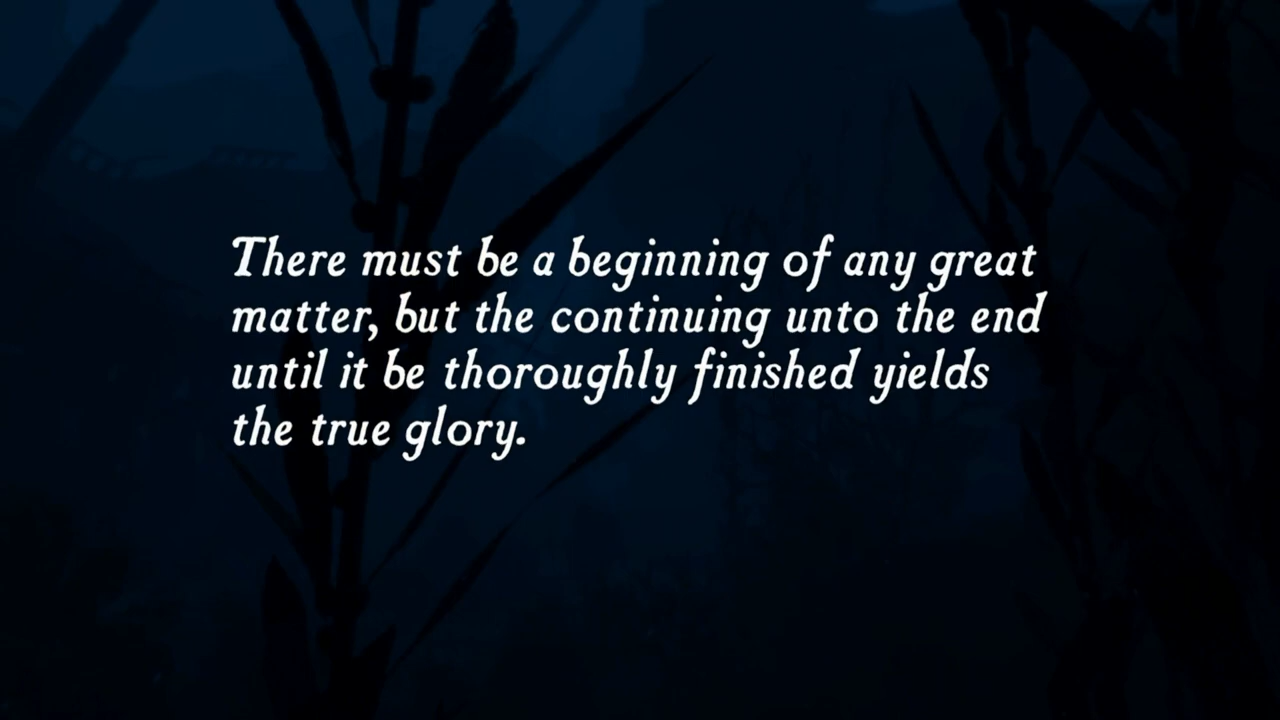 There must be a beginning of any great
matter, but the continuing unto the end
until it be thoroughly finished yields
the true glory.